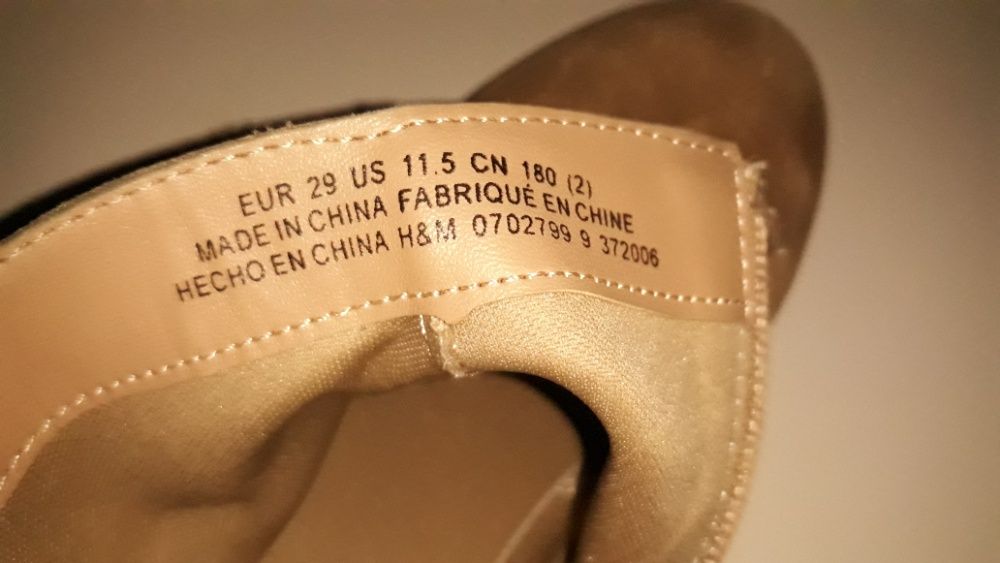 EUR 29 US 11.5 CN 180 (2)
MADE IN CHINA FABRIQUÉ EN CHINE
HECHO EN CHINA H&M 0702799 9 372006